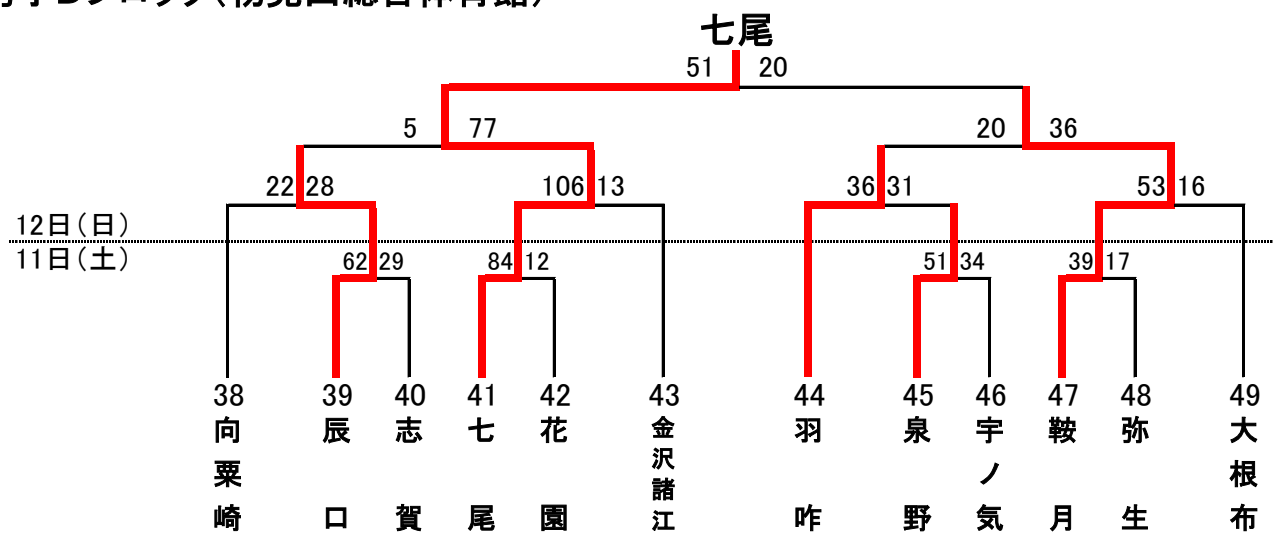 七尾
51 20
5 77 20 36
22 28 106 13 36 31 53 16
12日(日)
11日(土)
62 29 84 12 51 34 39 17
38 39 40 41 42 43 44 45 46 47 48 49
向粟崎
辰口
志賀
七尾
花園
金沢諸江
羽咋
泉野
宇ノ気
鞍月
弥生
大根布